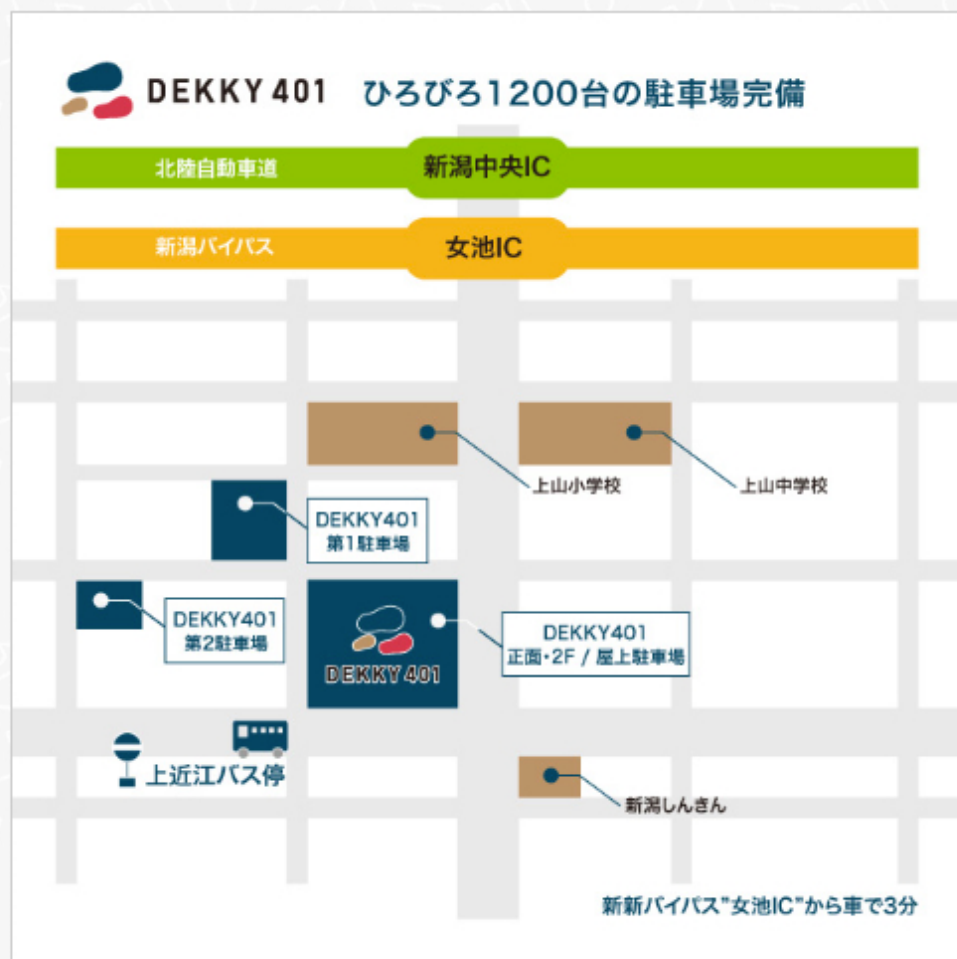 DEKKY 401 ひろびろ1200台の駐車場完備
北陸自動車道 新潟中央IC
新潟バイパス 女池IC
上山小学校
上山中学校
DEKKY401
第1駐車場
DEKKY401
第2駐車場
DEKKY 401
DEKKY401
正面・2F / 屋上駐車場
上近江バス停
新潟しんきん
新新バイパス"女池IC"から車で3分